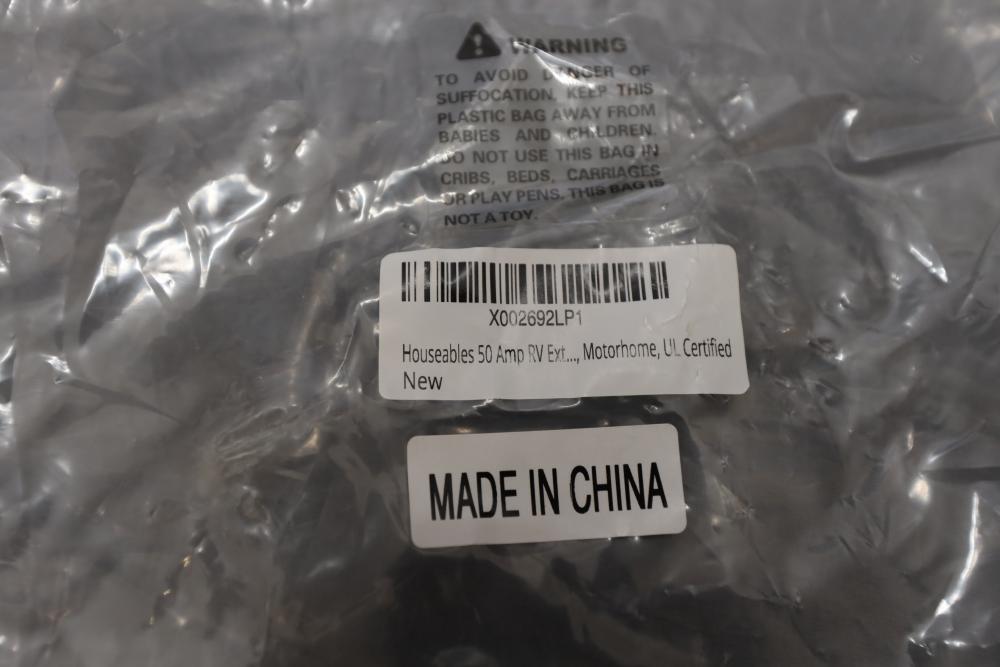 WARNING
TO AVOID DANGER OF
SUFFOCATION, KEEP THIS
PLASTIC BAG AWAY FROM
BABIES AND CHILDREN.
DO NOT USE THIS BAG IN
CRIBS, BEDS, CARRIAGES
OR PLAY PENS. THIS BAG IS
NOT A TOY.
X002692LP1
Houseables 50 Amp RV Ext..., Motorhome, UL Certified
New
MADE IN CHINA